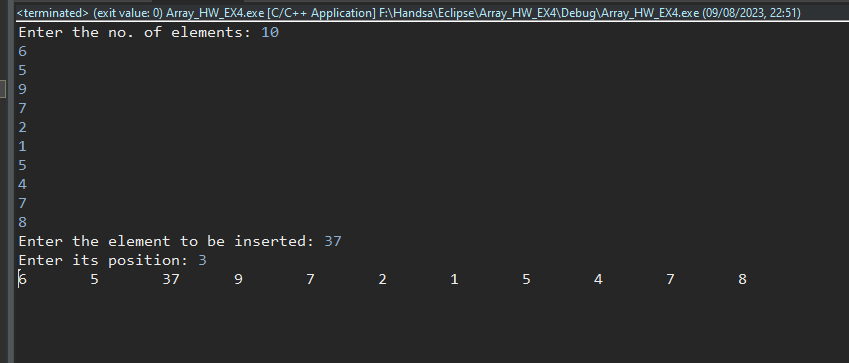 <terminated> (exit value: 0) Array_HW_EX4.exe [C/C++ Application] F:\Handsa\Eclipse\Array_HW_EX4\Debug\Array_HW_EX4.exe (09/08/2023, 22:51)
Enter the no. of elements: 10
6
5
9
7
2
1
5
4
7
8
Enter the element to be inserted: 37
Enter its position: 3
6 5 37 9 7 2 1 5 4 7 8